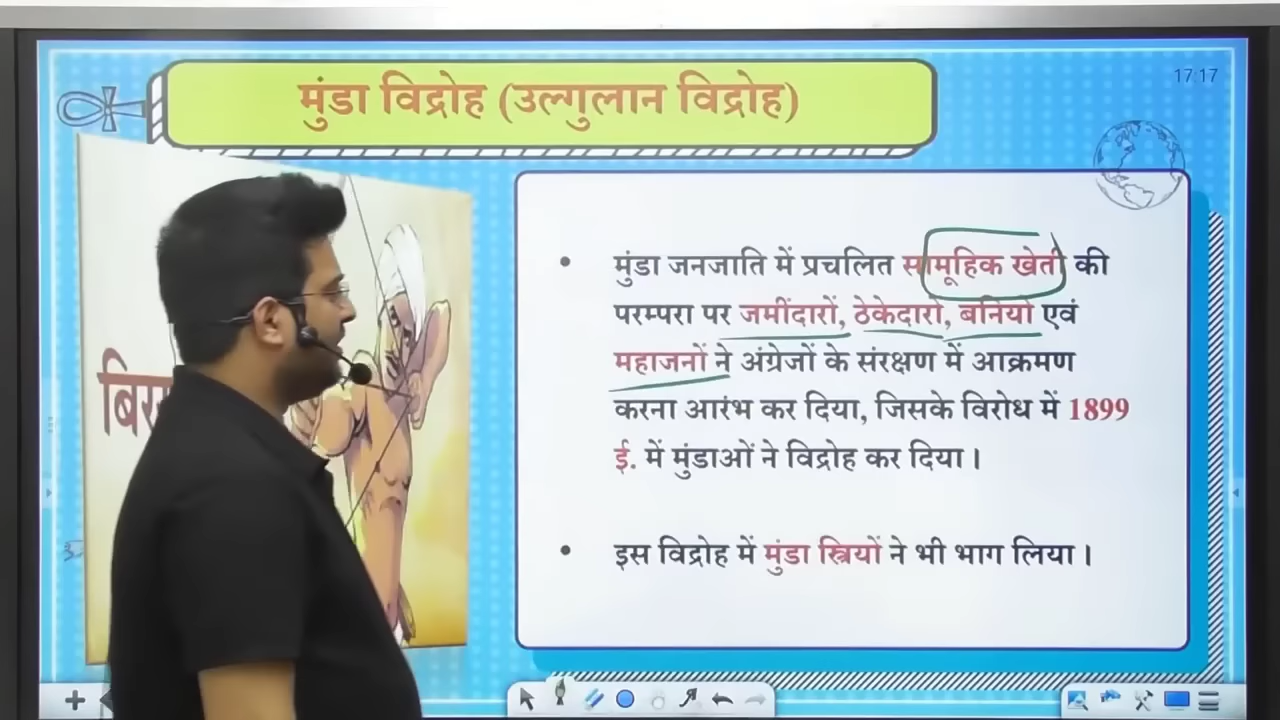 मुंडा विद्रोह (उल्गुलान विद्रोह)
17:17
• मुंडा जनजाति में प्रचलित सामूहिक खेती की
परम्परा पर जमींदारों, ठेकेदारों, बनियों एवं
महाजनों ने अंग्रेजों के संरक्षण में आक्रमण
करना आरंभ कर दिया, जिसके विरोध में 1899
ई. में मुंडाओं ने विद्रोह कर दिया।
• इस विद्रोह में मुंडा स्त्रियों ने भी भाग लिया।